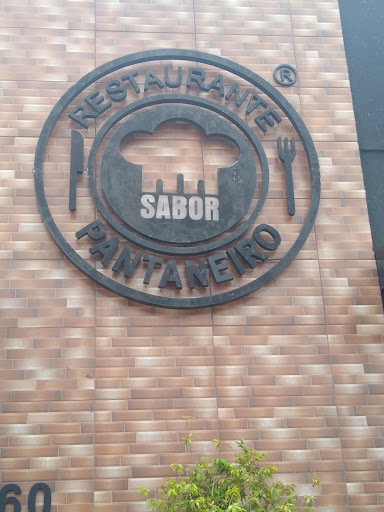 RESTAURANTE ®
SABOR
PANTANEIRO
60